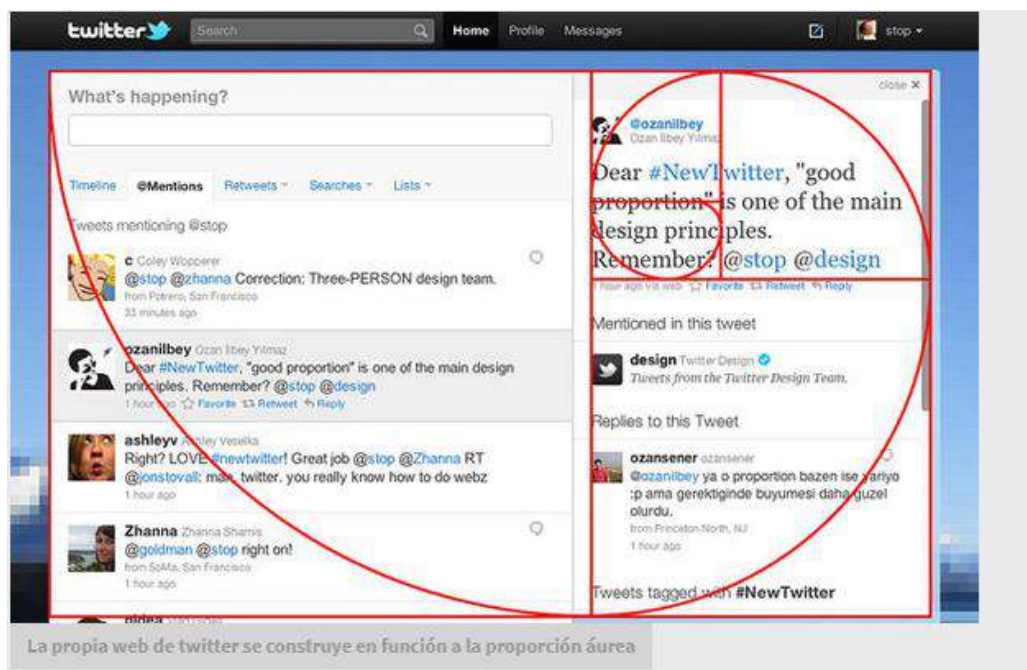 twitter
Search
Home Profile Messages
stop
What's happening?
close ×
@ozanilbey
Ozan Ilbey Yılmaz
Dear #NewTwitter, "good
proportion" is one of the main
design principles.
Remember? @stop @design
1 hour ago via web Favorite Retweet Reply
Mentioned in this tweet
design Twitter Design
Tweets from the Twitter Design Team.
Replies to this Tweet
ozansener ozansener
@ozanilbey ya o proportion bazen ise yariyo
:p ama gerektiginde buyumesi daha guzel
olurdu.
from Princeton North, NJ
1 hour ago
Tweets tagged with #NewTwitter
Timeline @Mentions Retweets Searches Lists
Tweets mentioning @stop
c Coley Wopperer
@stop @zhanna Correction: Three-PERSON design team.
from Potrero, San Francisco
33 minutes ago
ozanilbey Ozan Ilbey Yılmaz
Dear #NewTwitter, "good proportion" is one of the main design
principles. Remember? @stop @design
1 hour ago Favorite Retweet Reply
ashleyv Ashley Veselka
Right? LOVE #newtwitter! Great job @stop @Zhanna RT
@jonstovall: man, twitter. you really know how to do webz
1 hour ago
Zhanna Zhanna Shamis
@goldman @stop right on!
from SoMa, San Francisco
1 hour ago
La propia web de twitter se construye en función a la proporción áurea